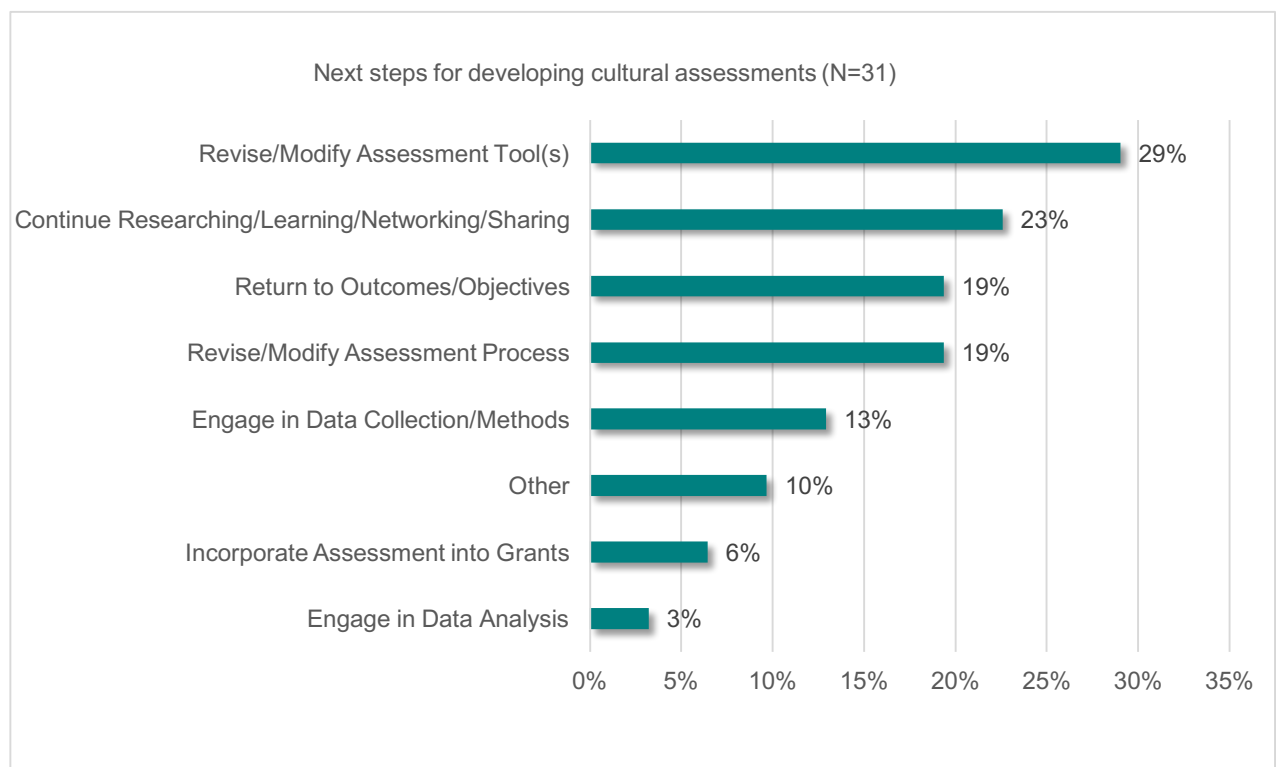 Next steps for developing cultural assessments (N=31)
Revise/Modify Assessment Tool(s) 29%
Continue Researching/Learning/Networking/Sharing 23%
Return to Outcomes/Objectives 19%
Revise/Modify Assessment Process 19%
Engage in Data Collection/Methods 13%
Other 10%
Incorporate Assessment into Grants 6%
Engage in Data Analysis 3%
0% 5% 10% 15% 20% 25% 30% 35%